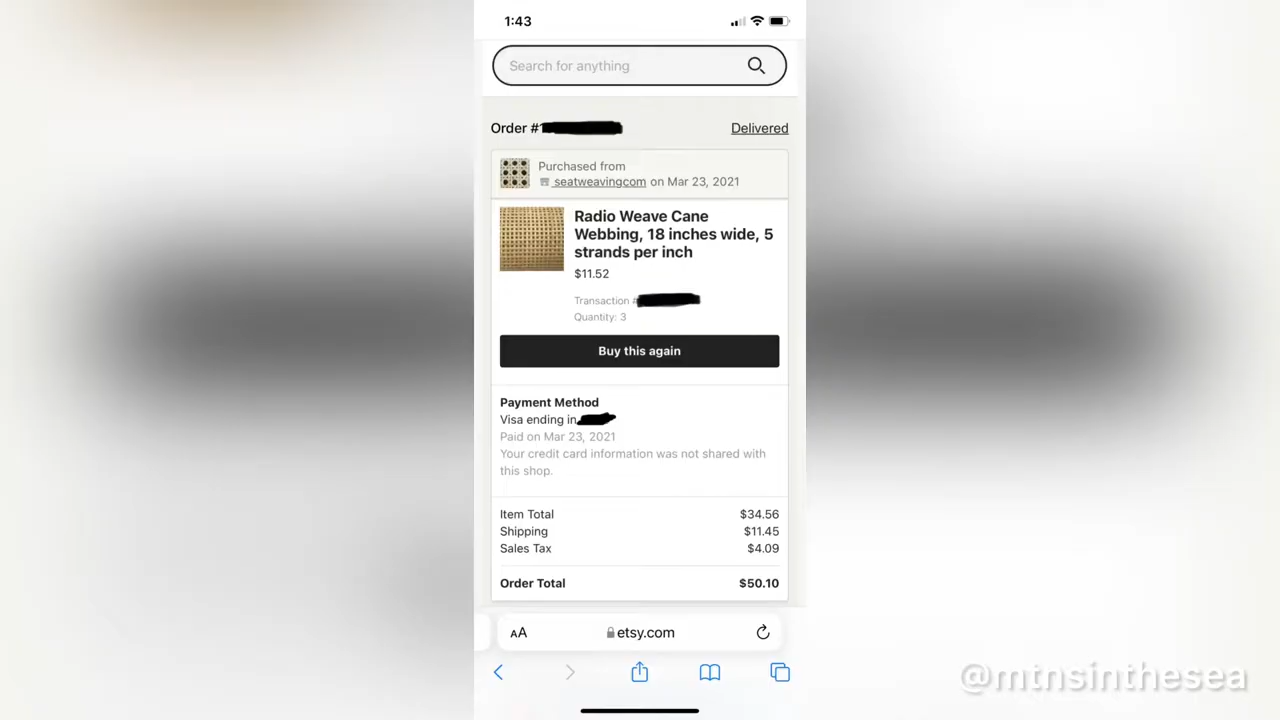 1:43
Search for anything
Order #
Delivered
Purchased from
seatweavingcom on Mar 23, 2021
Radio Weave Cane
Webbing, 18 inches wide, 5
strands per inch
$11.52
Transaction #
Quantity: 3
Buy this again
Payment Method
Visa ending in
Paid on Mar 23, 2021
Your credit card information was not shared with
this shop.
Item Total $34.56
Shipping $11.45
Sales Tax $4.09
Order Total $50.10
AA etsy.com
@mtnsinthesea